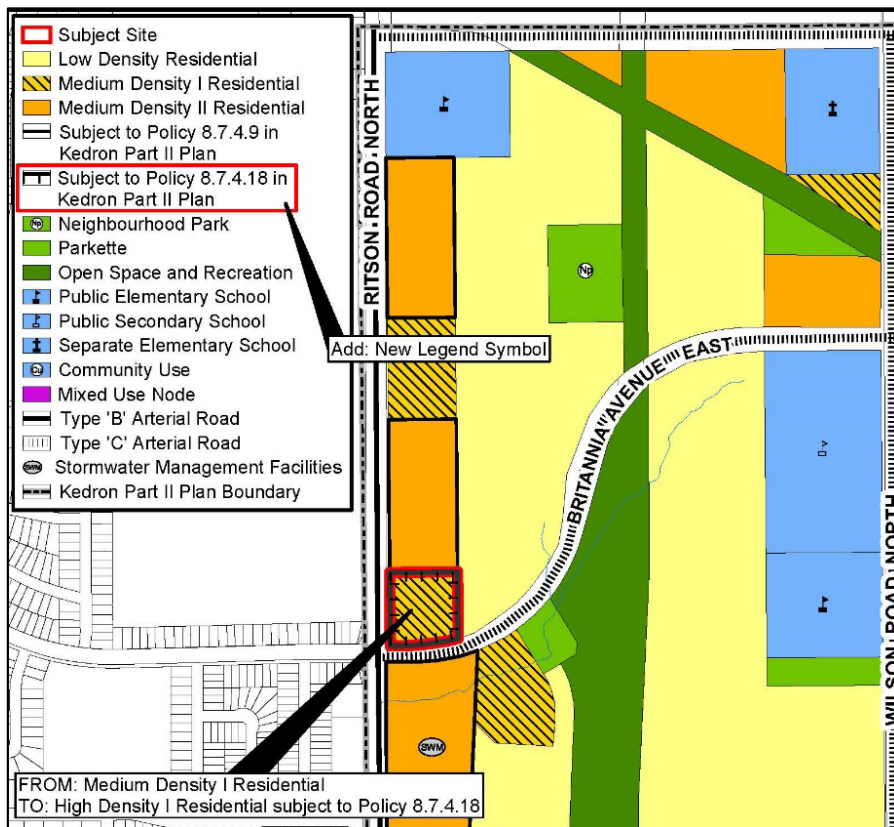 Subject Site
Low Density Residential
Medium Density I Residential
Medium Density II Residential
Subject to Policy 8.7.4.9 in
Kedron Part II Plan
Subject to Policy 8.7.4.18 in
Kedron Part II Plan
Np
Neighbourhood Park
Parkette
Open Space and Recreation
Public Elementary School
Public Secondary School
Separate Elementary School
Cu
Community Use
Mixed Use Node
Type 'B' Arterial Road
Type 'C' Arterial Road
SWM
Stormwater Management Facilities
Kedron Part II Plan Boundary
RITSON ROAD NORTH
Np
Add: New Legend Symbol
BRITANNIA AVENUE EAST
WILSON ROAD NORTH
SWM
FROM: Medium Density I Residential
TO: High Density I Residential subject to Policy 8.7.4.18